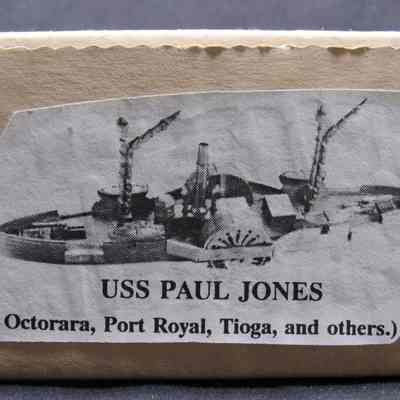 USS PAUL JONES
Octorara, Port Royal, Tioga, and others.)